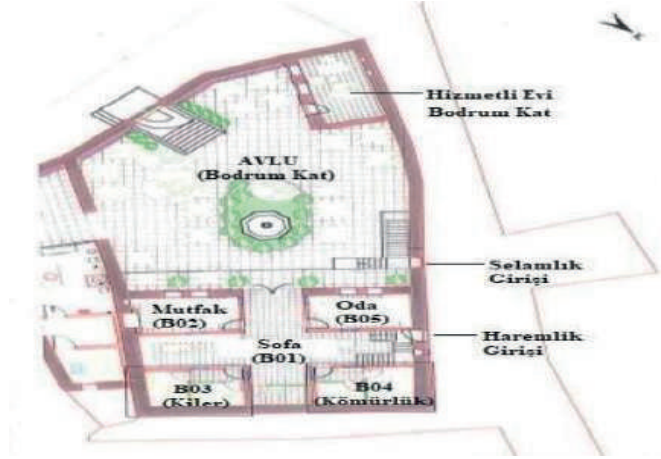 Hizmetli Evi
Bodrum Kat
AVLU
(Bodrum Kat)
Selamlık
Girişi
Mutfak
(B02)
Oda
(B05)
Sofa
(B01)
Haremlik
Girişi
B03
(Kiler)
B04
(Kömürlük)